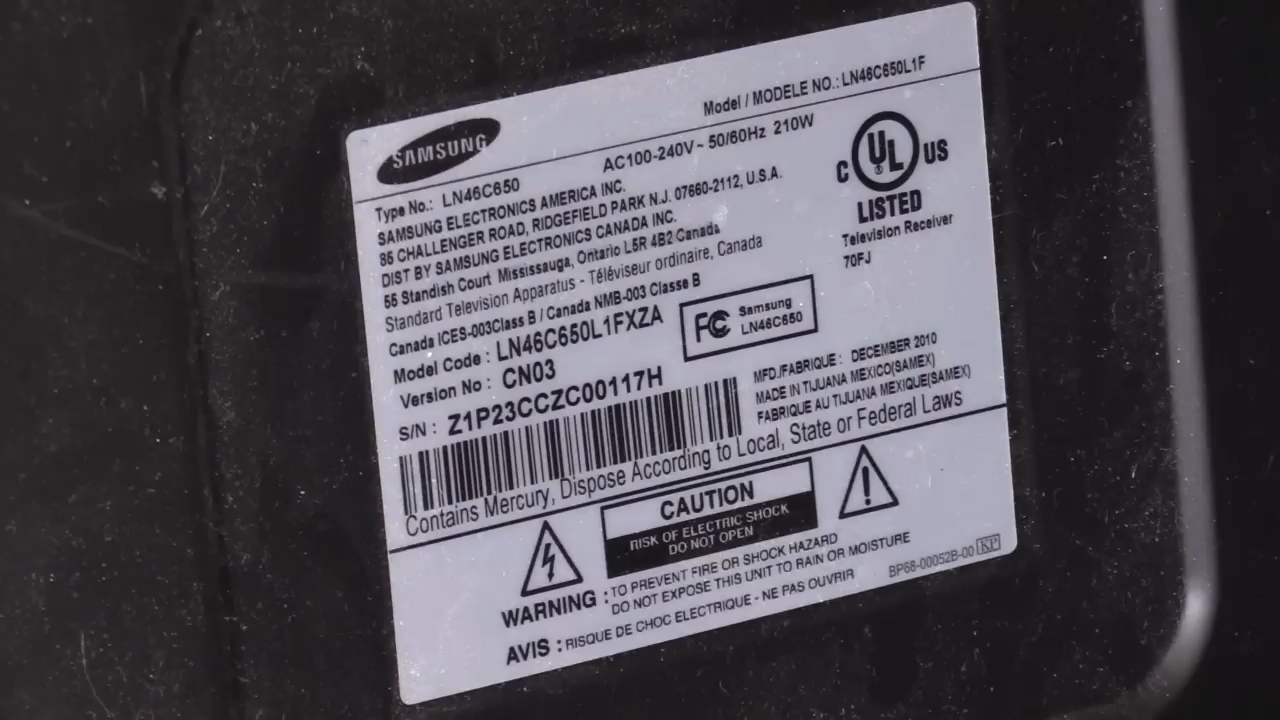 SAMSUNG
Model / MODELE NO.: LN46C650L1F
Type No.: LN46C650
AC100-240V~ 50/60Hz 210W
SAMSUNG ELECTRONICS AMERICA INC.
85 CHALLENGER ROAD, RIDGEFIELD PARK N.J. 07660-2112, U.S.A.
DIST BY SAMSUNG ELECTRONICS CANADA INC.
55 Standish Court Mississauga, Ontario L5R 4B2 Canada
Standard Television Apparatus - Téléviseur ordinaire, Canada
Canada ICES-003Class B / Canada NMB-003 Classe B
C UL ® US
LISTED
Television Receiver
70FJ
Model Code : LN46C650L1FXZA
Version No : CN03
FC Samsung
LN46C650
S/N : Z1P23CCZC00117H
MFD./FABRIQUE : DECEMBER 2010
MADE IN TIJUANA MEXICO(SAMEX)
FABRIQUE AU TIJUANA MEXIQUE(SAMEX)
Contains Mercury, Dispose According to Local, State or Federal Laws
CAUTION
RISK OF ELECTRIC SHOCK
DO NOT OPEN
WARNING : TO PREVENT FIRE OR SHOCK HAZARD
DO NOT EXPOSE THIS UNIT TO RAIN OR MOISTURE
AVIS : RISQUE DE CHOC ELECTRIQUE - NE PAS OUVRIR
BP68-00052B-00 KP